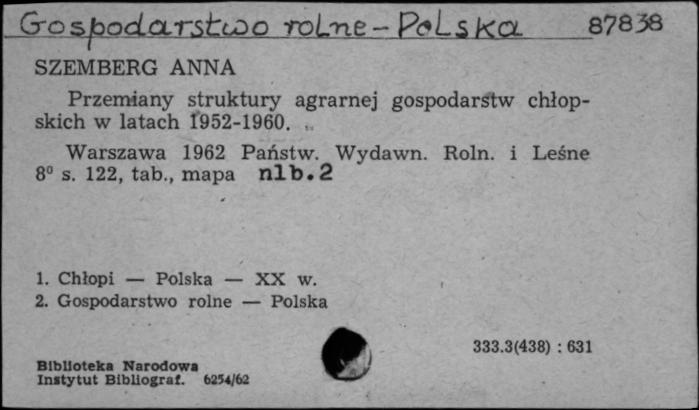 Gospodarstwo rolne - Polska 87838
SZEMBERG ANNA
Przemiany struktury agrarnej gospodarstw chłop-
skich w latach 1952-1960.
Warszawa 1962 Państw. Wydawn. Roln. i Leśne
8⁰ s. 122, tab., mapa nlb.2
1. Chłopi — Polska — XX w.
2. Gospodarstwo rolne — Polska
333.3(438) : 631
Biblioteka Narodowa
Instytut Bibliograf. 6254/62